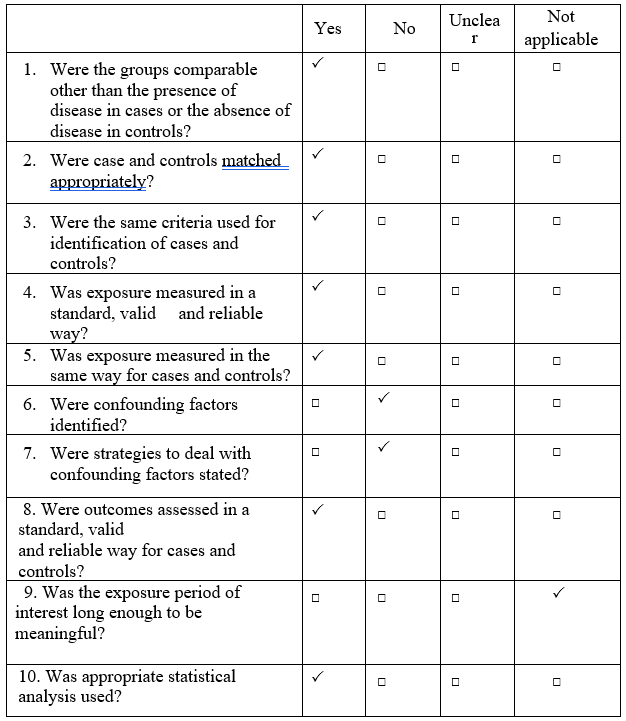 Yes
No
Unclea
r
Not
applicable
1. Were the groups comparable
other than the presence of
disease in cases or the absence of
disease in controls?
✓ □ □ □
2. Were case and controls matched
appropriately?
✓ □ □ □
3. Were the same criteria used for
identification of cases and
controls?
✓ □ □ □
4. Was exposure measured in a
standard, valid and reliable
way?
✓ □ □ □
5. Was exposure measured in the
same way for cases and controls?
✓ □ □ □
6. Were confounding factors
identified?
□ ✓ □ □
7. Were strategies to deal with
confounding factors stated?
□ ✓ □ □
8. Were outcomes assessed in a
standard, valid
and reliable way for cases and
controls?
✓ □ □ □
9. Was the exposure period of
interest long enough to be
meaningful?
□ □ □ ✓
10. Was appropriate statistical
analysis used?
✓ □ □ □